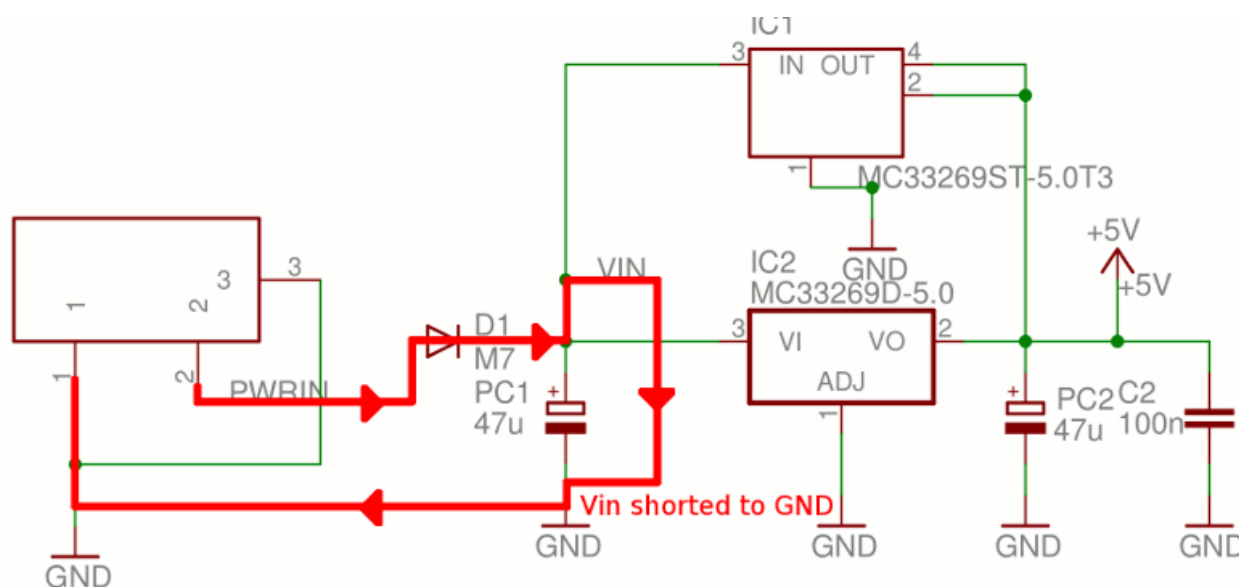 IC1
3
IN OUT
4
2
1
MC33269ST-5.0T3
GND
+5V
+5V
3
3
1
2
1
2
PWRIN
D1
M7
VIN
IC2
MC33269D-5.0
3
VI
VO
2
ADJ
1
+
PC1
47u
+
PC2
47u
C2
100n
Vin shorted to GND
GND
GND
GND
GND
GND